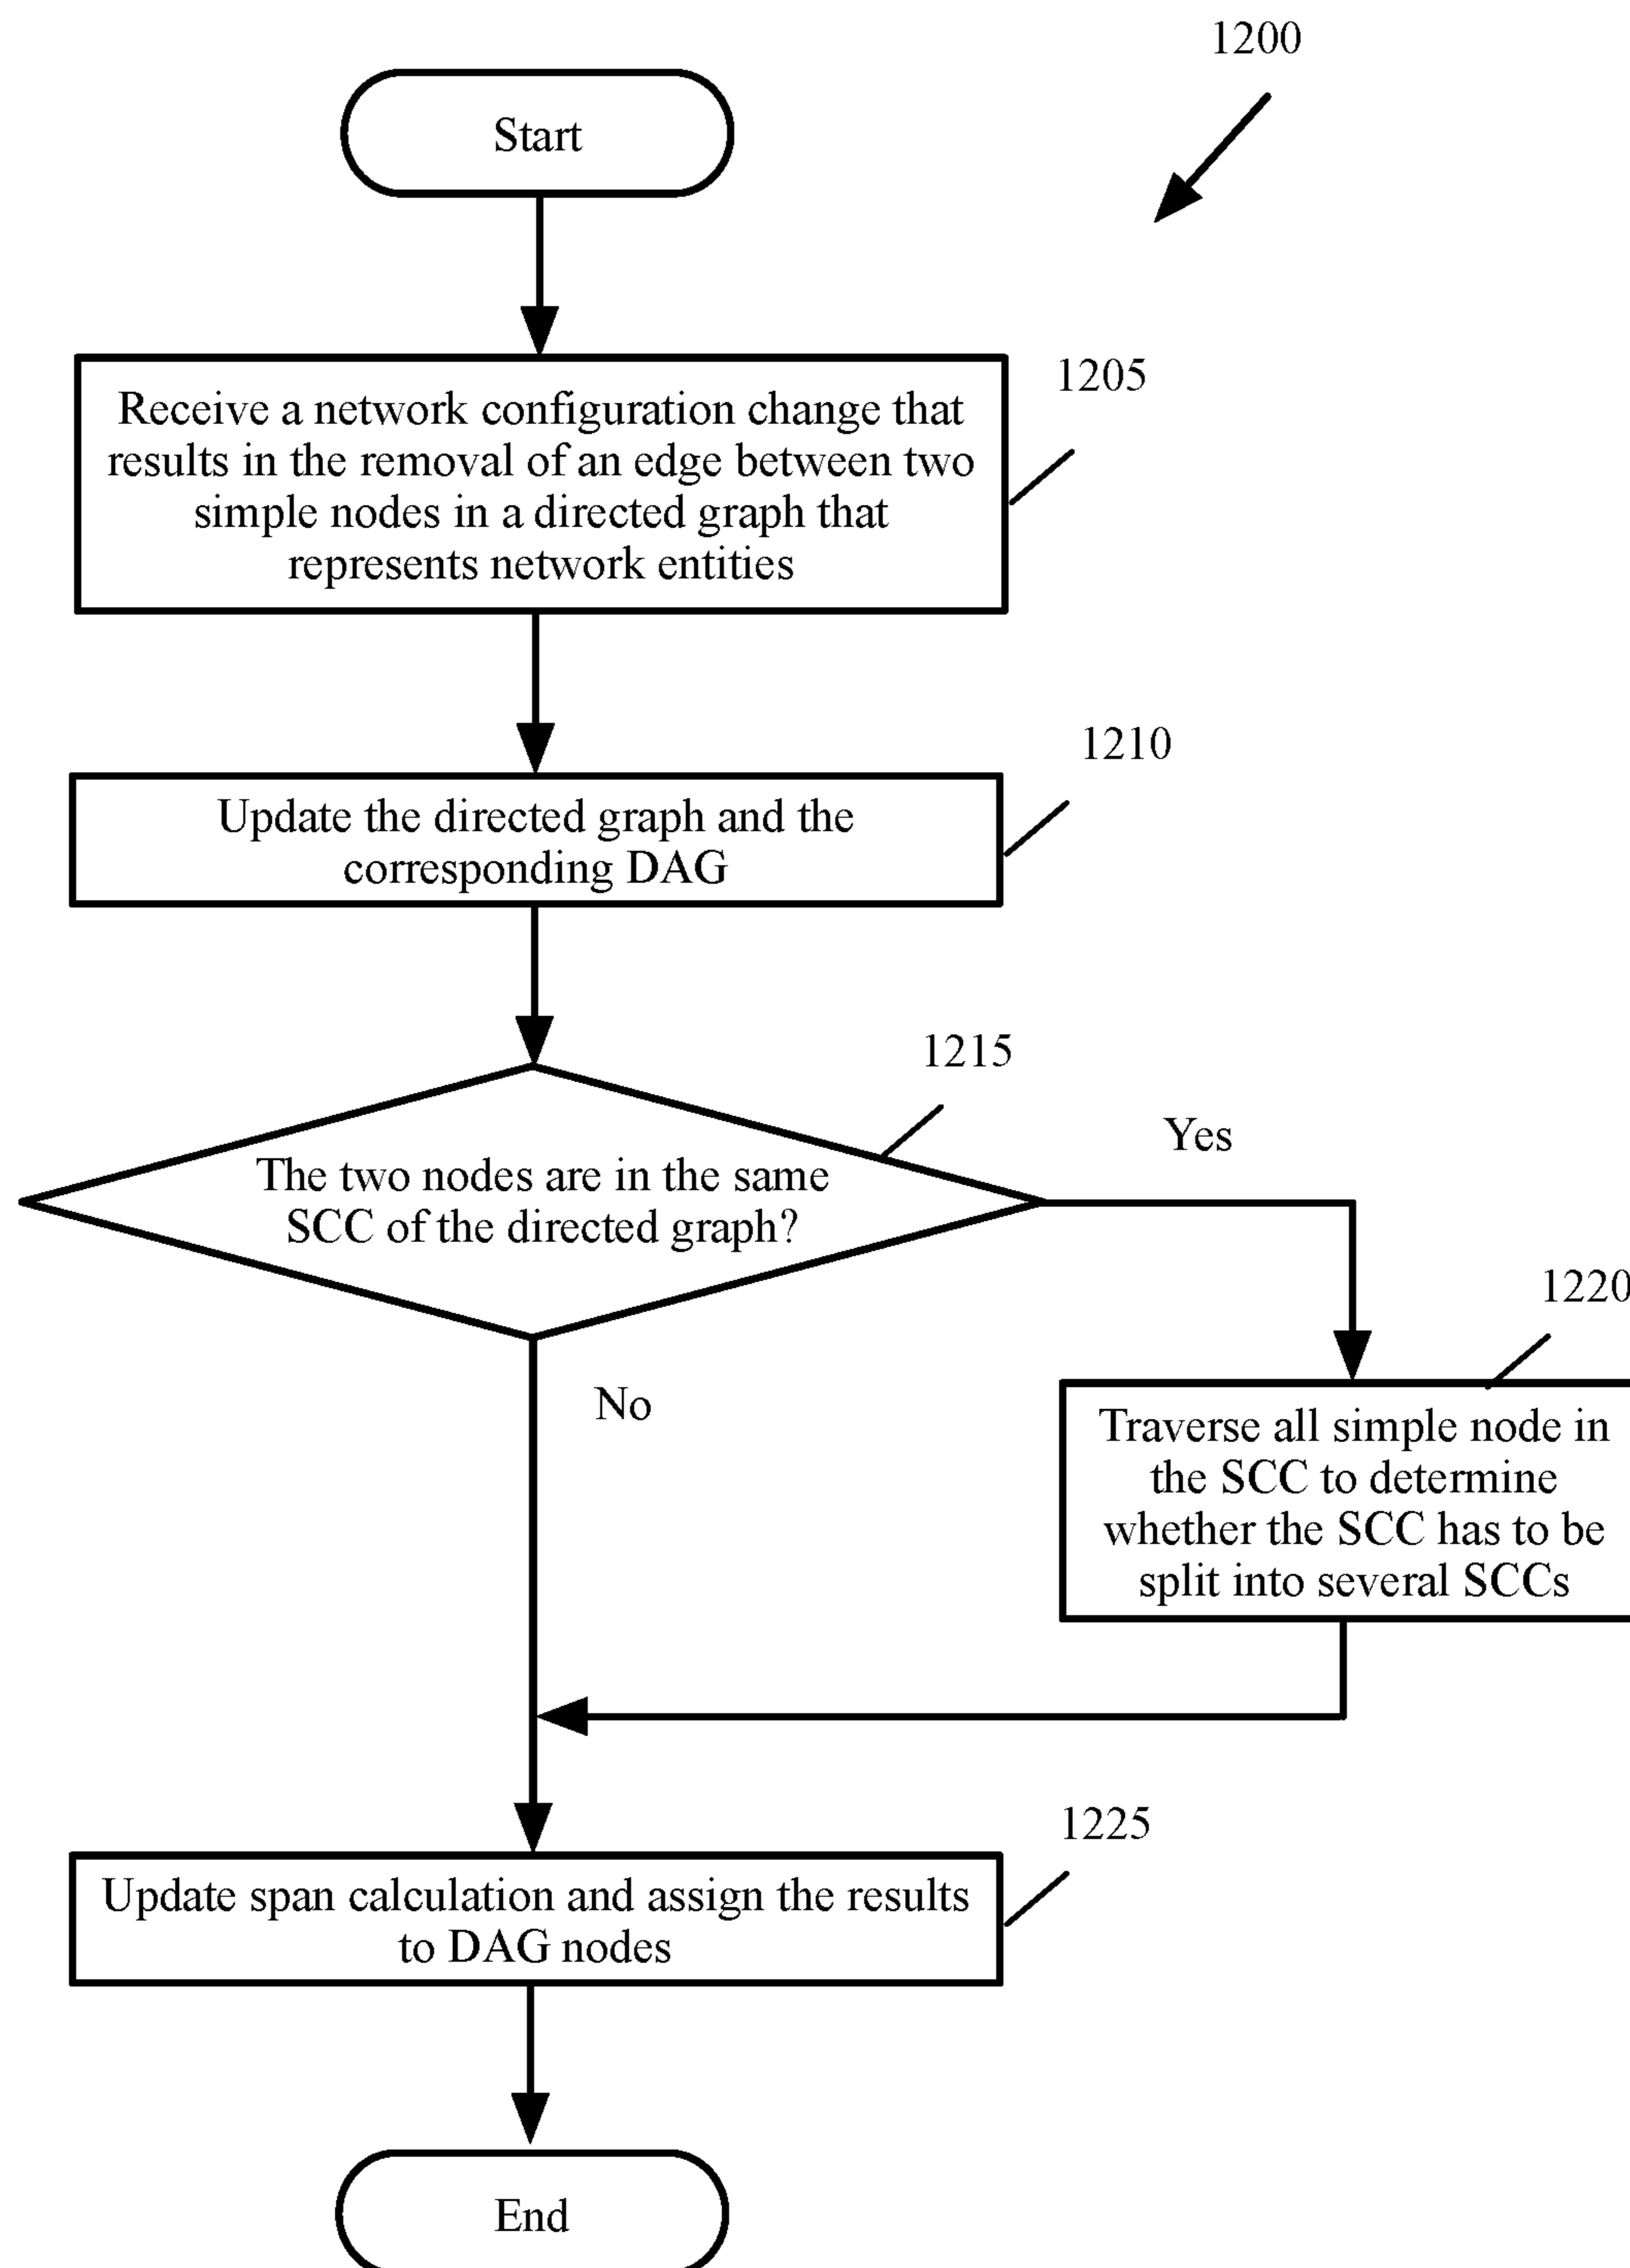 1200
Start
1205
Receive a network configuration change that
results in the removal of an edge between two
simple nodes in a directed graph that
represents network entities
1210
Update the directed graph and the
corresponding DAG
1215
Yes
The two nodes are in the same
SCC of the directed graph?
1220
No
Traverse all simple node in
the SCC to determine
whether the SCC has to be
split into several SCCs
1225
Update span calculation and assign the results
to DAG nodes
End